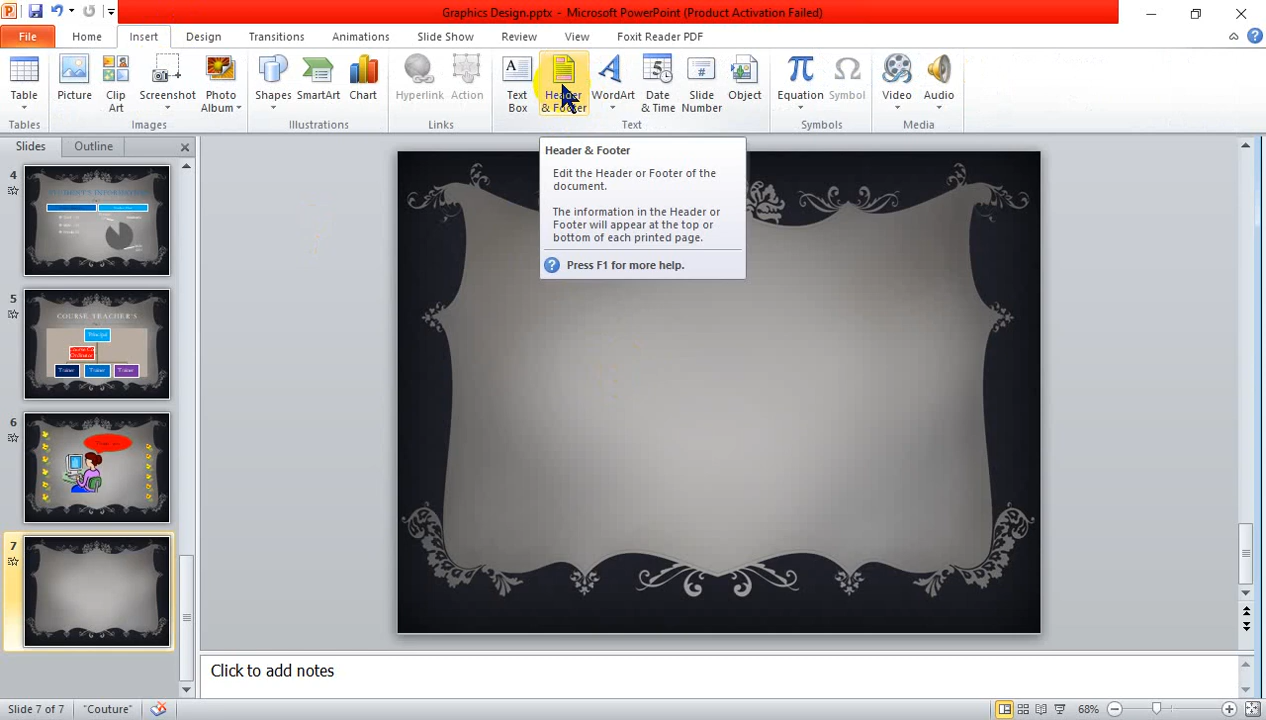 Graphics Design.pptx - Microsoft PowerPoint (Product Activation Failed)
File Home Insert Design Transitions Animations Slide Show Review View Foxit Reader PDF
Table Picture Clip Art Screenshot Photo Album Shapes SmartArt Chart Hyperlink Action Text Box Header & Footer WordArt Date & Time Slide Number Object Equation Symbol Video Audio
Tables Images Illustrations Links Text Symbols Media
Slides Outline
Header & Footer
Edit the Header or Footer of the
document.
The information in the Header or
Footer will appear at the top or
bottom of each printed page.
Press F1 for more help.
4
5
COURSE TEACHER'S
6
7
Click to add notes
Slide 7 of 7 "Couture" 68%